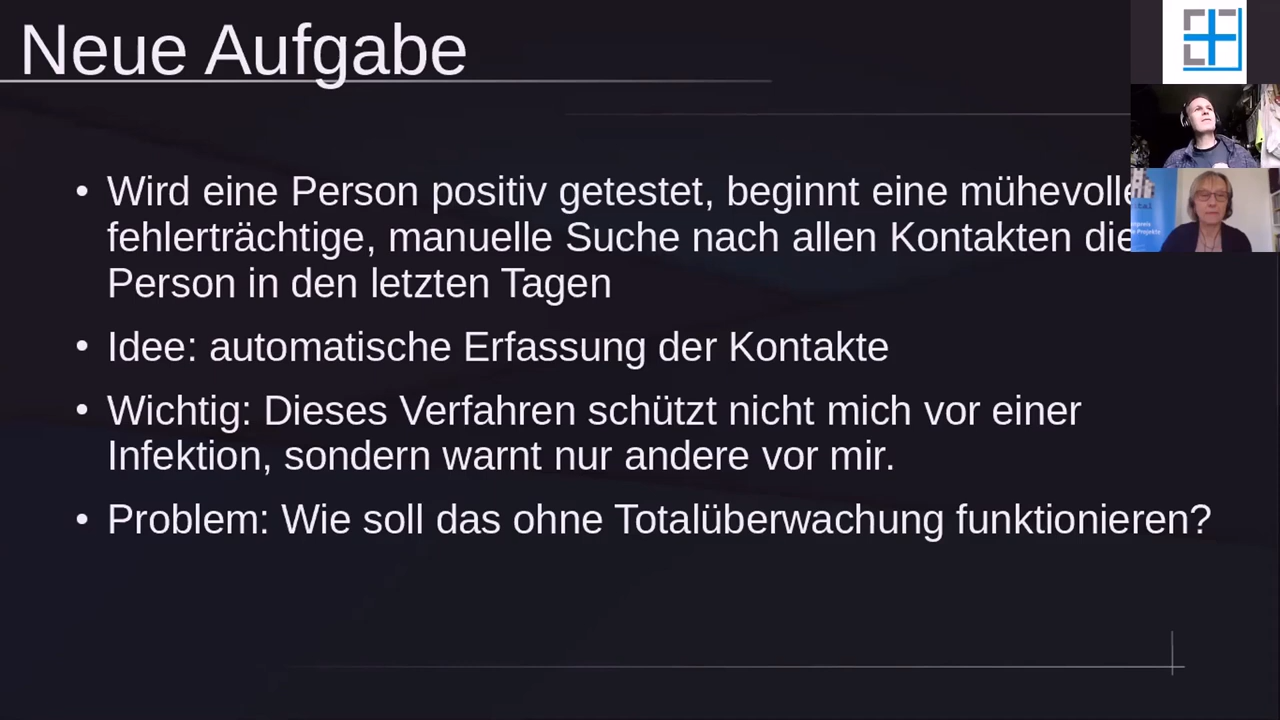 Neue Aufgabe
• Wird eine Person positiv getestet, beginnt eine mühevolle
fehlerträchtige, manuelle Suche nach allen Kontakten
Person in den letzten Tagen
• Idee: automatische Erfassung der Kontakte
• Wichtig: Dieses Verfahren schützt nicht mich vor einer
Infektion, sondern warnt nur andere vor mir.
• Problem: Wie soll das ohne Totalüberwachung funktionieren?